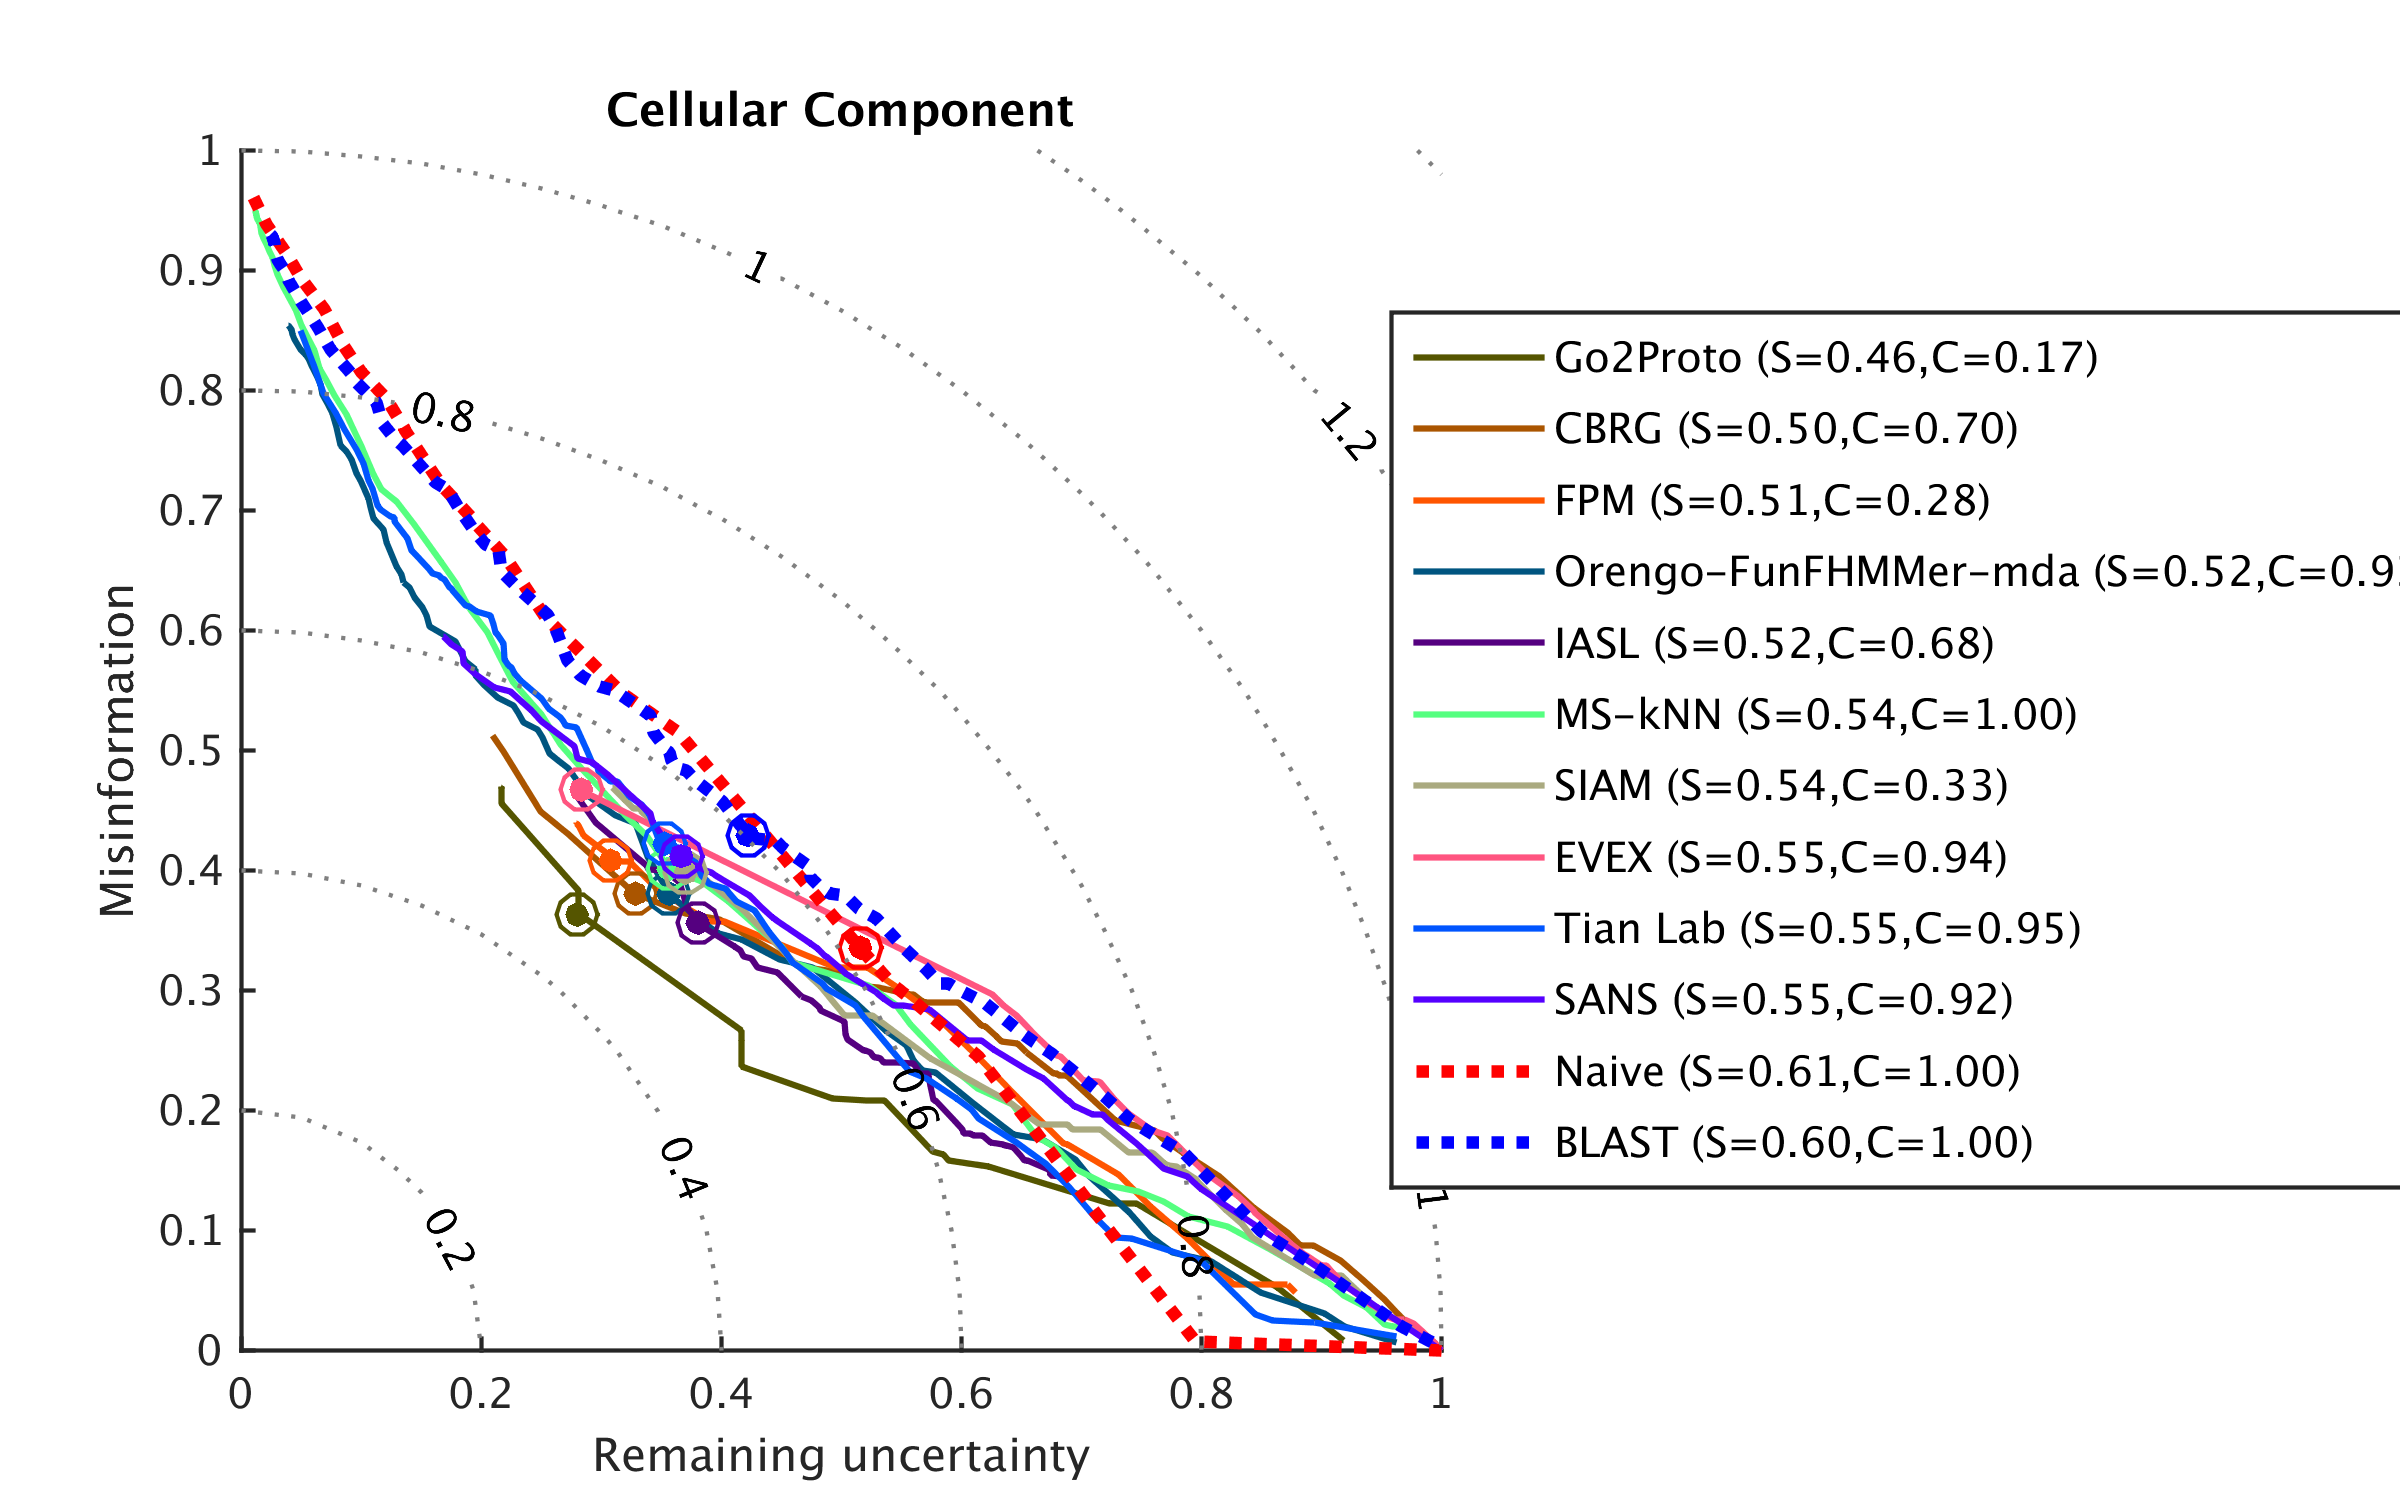 Cellular Component
1
0.9
0.8
0.7
0.6
0.5
0.4
0.3
0.2
0.1
0
Misinformation
0
0.2
0.4
0.6
0.8
1
Remaining uncertainty
1
0.8
1.2
0.6
0.4
0.2
0.8
1
Go2Proto (S=0.46,C=0.17)
CBRG (S=0.50,C=0.70)
FPM (S=0.51,C=0.28)
Orengo-FunFHMMer-mda (S=0.52,C=0.9
IASL (S=0.52,C=0.68)
MS-kNN (S=0.54,C=1.00)
SIAM (S=0.54,C=0.33)
EVEX (S=0.55,C=0.94)
Tian Lab (S=0.55,C=0.95)
SANS (S=0.55,C=0.92)
Naive (S=0.61,C=1.00)
BLAST (S=0.60,C=1.00)